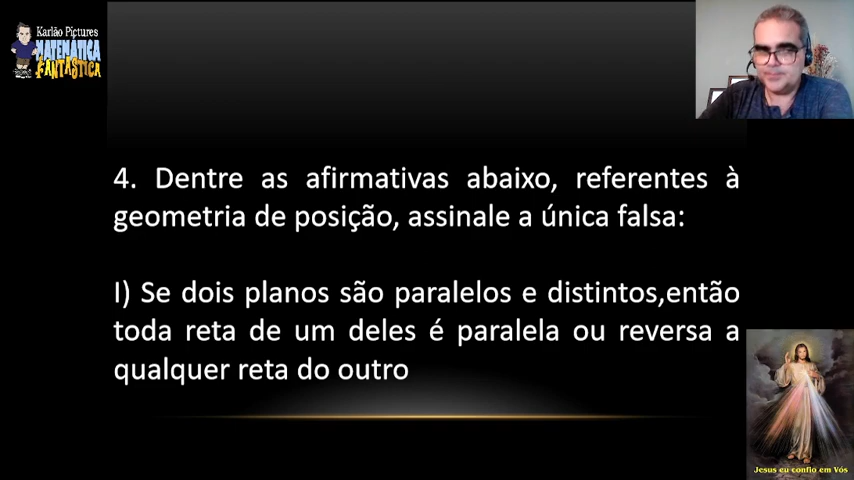 Karlão Pictures
MATEMÁTICA
FANTÁSTICA
4. Dentre as afirmativas abaixo, referentes à
geometria de posição, assinale a única falsa:
I) Se dois planos são paralelos e distintos,então
toda reta de um deles é paralela ou reversa a
qualquer reta do outro
Jesus eu confio em Vós